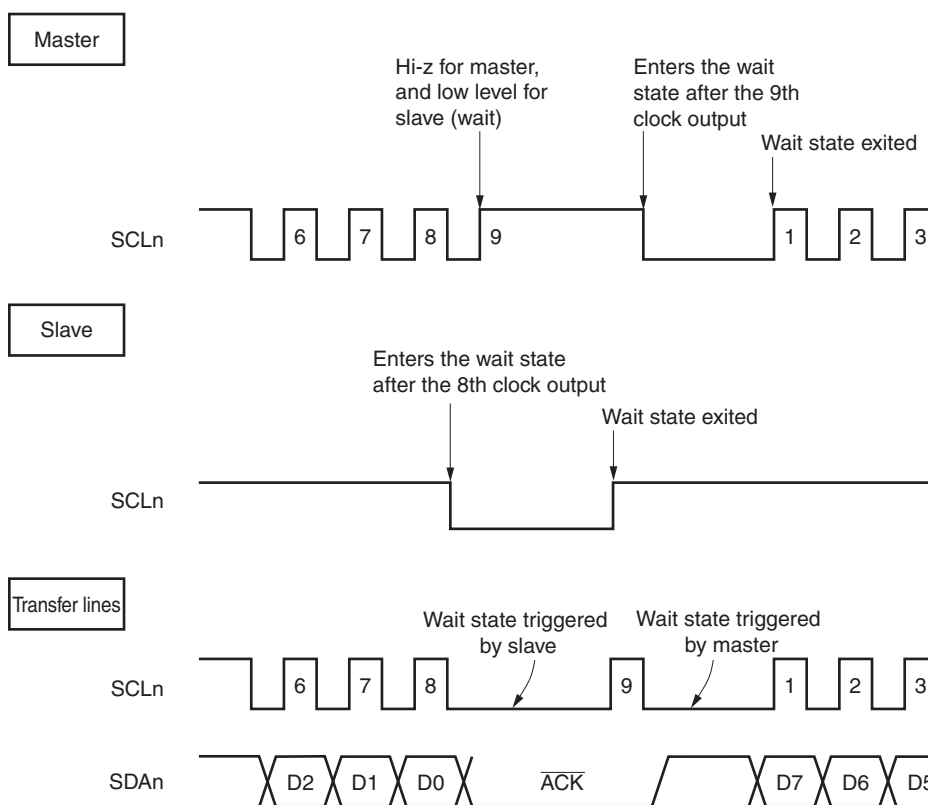 Master
Hi-z for master,
and low level for
slave (wait)
Enters the wait
state after the 9th
clock output
Wait state exited
SCLn
6 7 8 9 1 2 3
Slave
Enters the wait state
after the 8th clock output
Wait state exited
SCLn
Transfer lines
Wait state triggered
by slave
Wait state triggered
by master
SCLn
6 7 8 9 1 2 3
SDAn
D2 D1 D0 ACK D7 D6 D5